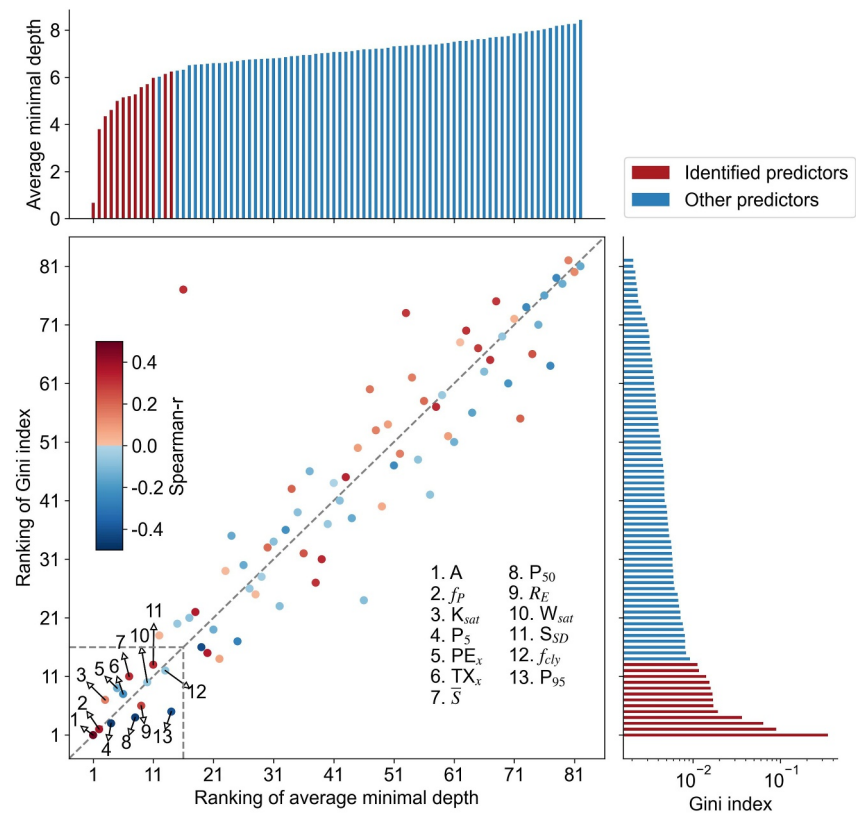 Average minimal depth
8
6
4
2
0
Identified predictors
Other predictors
Ranking of Gini index
81
71
61
51
41
31
21
11
1
0.4
0.2
0.0
-0.2
-0.4
Spearman-r
11
10
7
5 6
3
2
1
4
8
9
13
12
1. A
2. f_P
3. K_sat
4. P_5
5. PE_x
6. TX_x
7. S̅
8. P_50
9. R_E
10. W_sat
11. S_SD
12. f_cly
13. P_95
1 11 21 31 41 51 61 71 81
Ranking of average minimal depth
10^-2 10^-1
Gini index